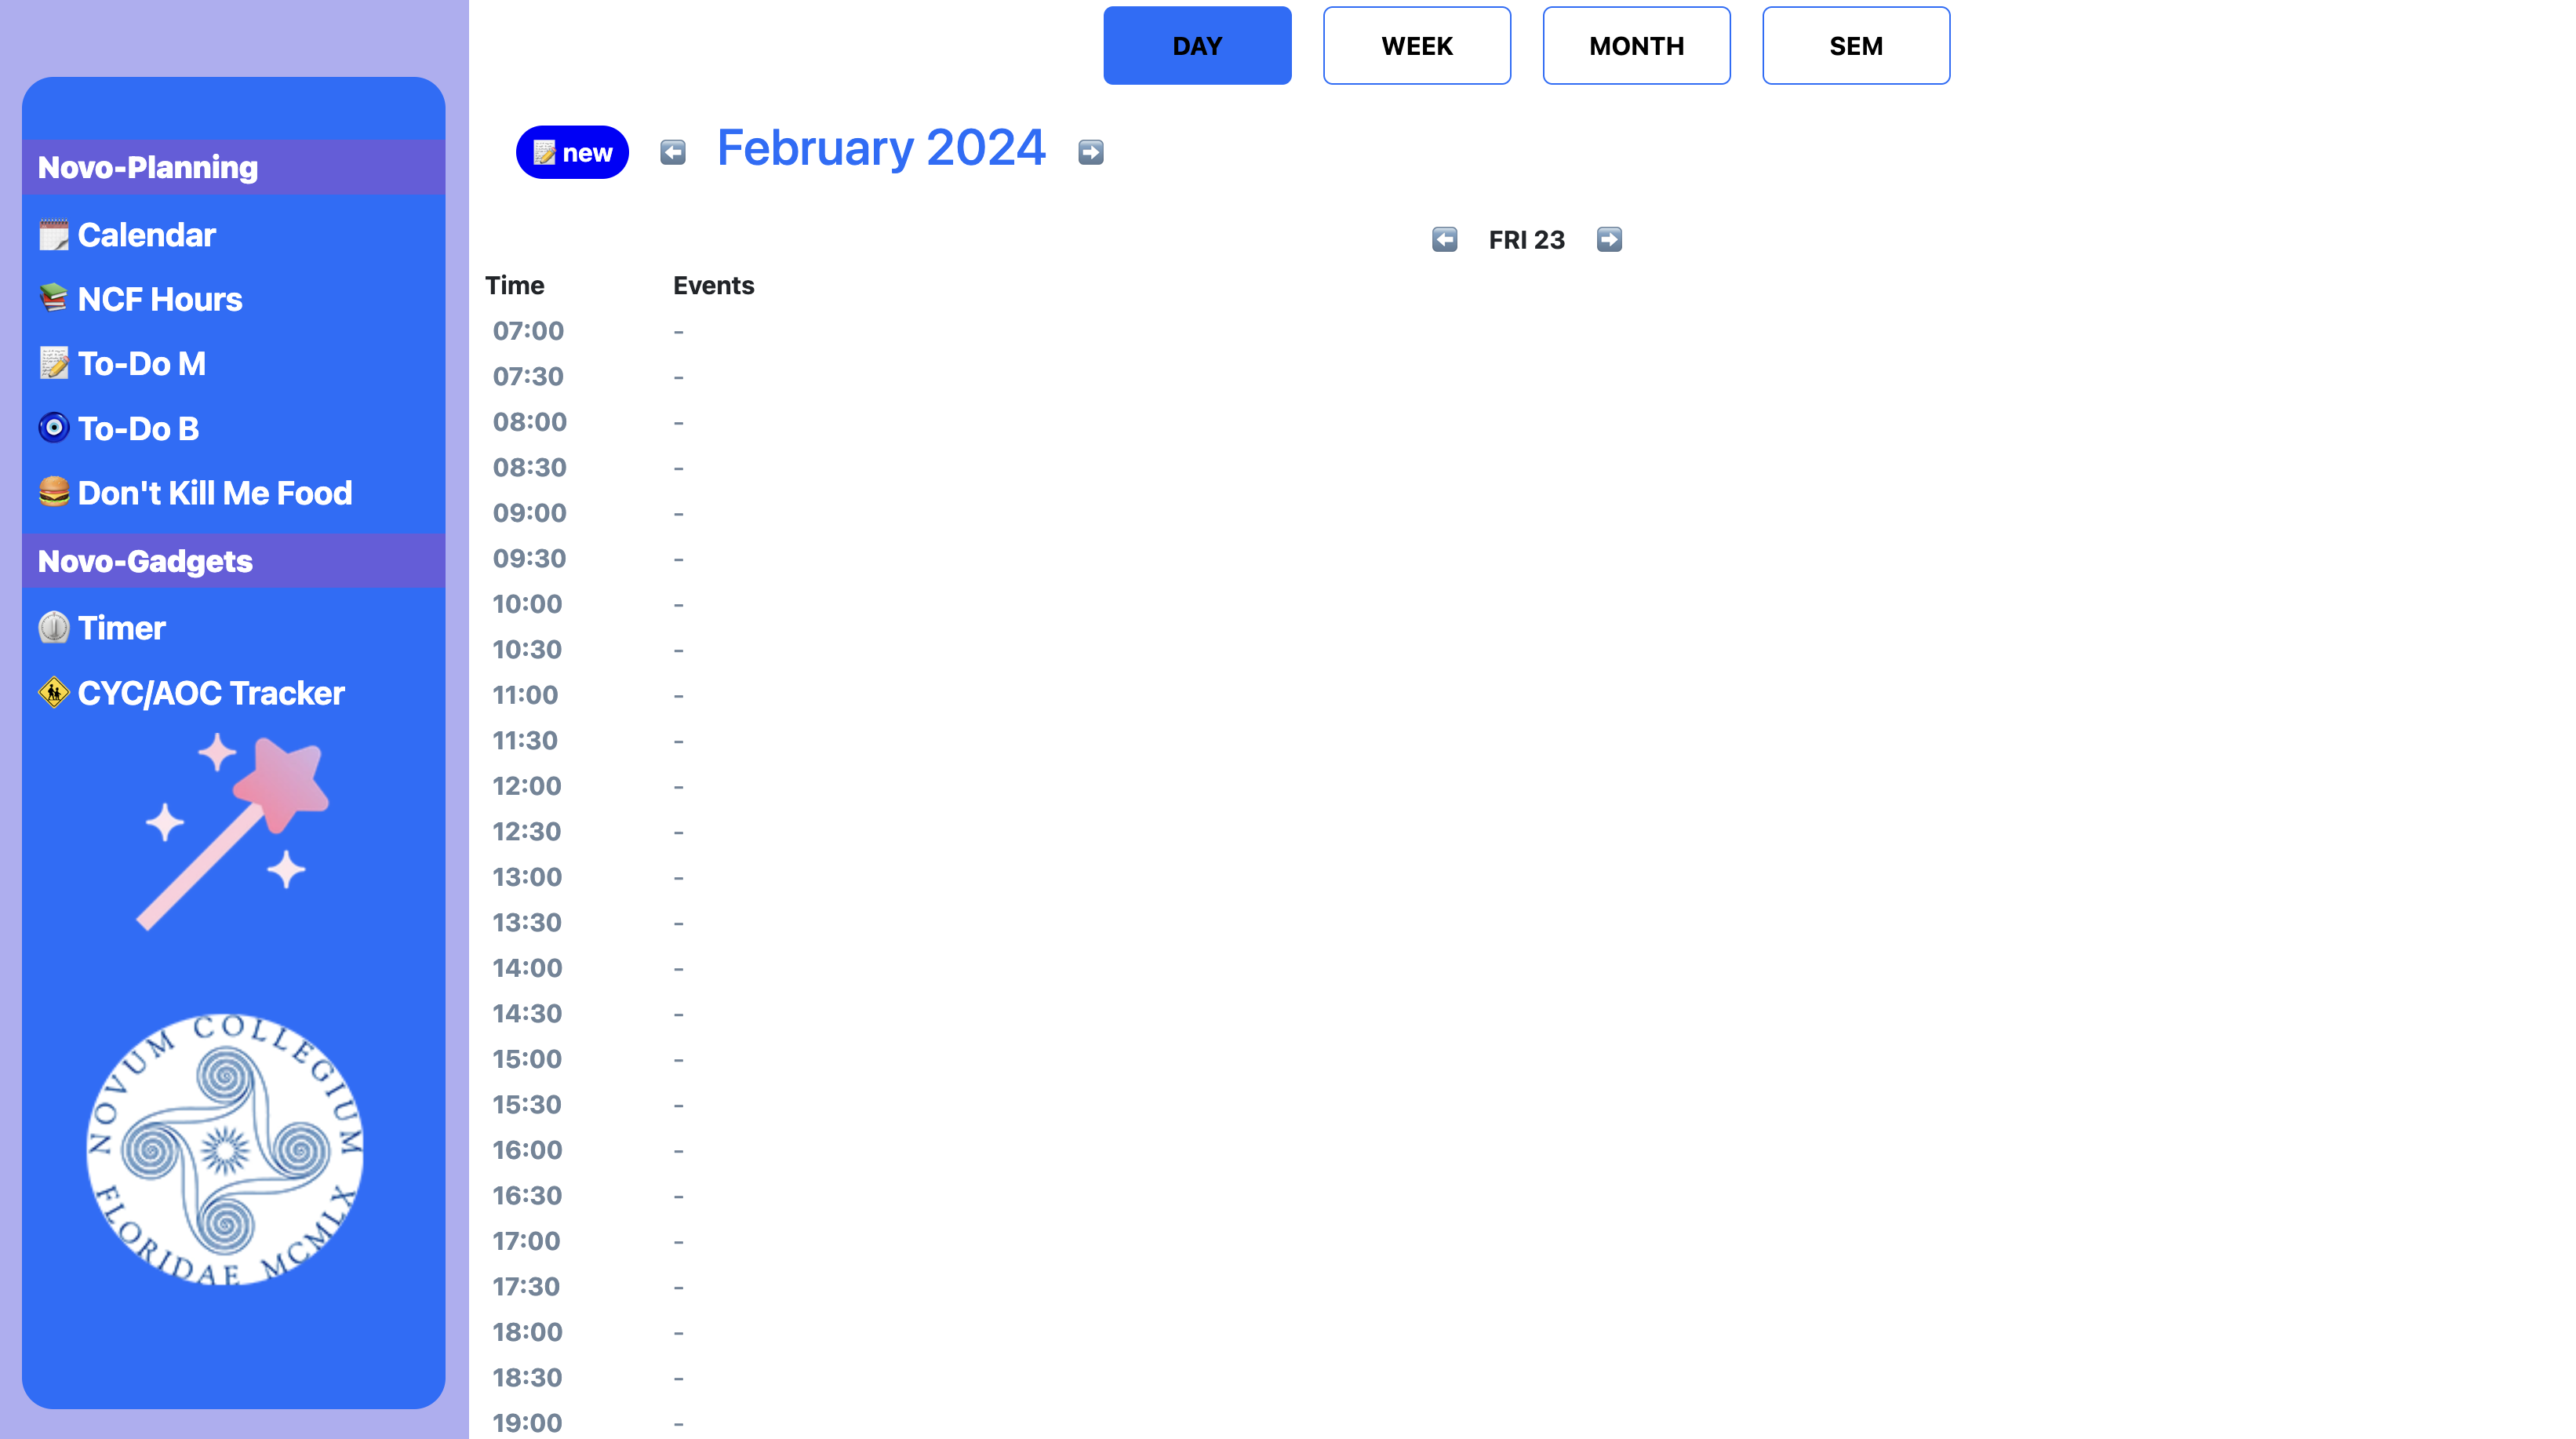 DAY WEEK MONTH SEM
📝 new ⬅️ February 2024 ➡️
⬅️ FRI 23 ➡️
Novo-Planning
🗓️ Calendar
📚 NCF Hours
📝 To-Do M
🧿 To-Do B
🍔 Don't Kill Me Food
Novo-Gadgets
⏲️ Timer
🚸 CYC/AOC Tracker
NOVUM COLLEGIUM
FLORIDAE MCMLX
Time Events
07:00 -
07:30 -
08:00 -
08:30 -
09:00 -
09:30 -
10:00 -
10:30 -
11:00 -
11:30 -
12:00 -
12:30 -
13:00 -
13:30 -
14:00 -
14:30 -
15:00 -
15:30 -
16:00 -
16:30 -
17:00 -
17:30 -
18:00 -
18:30 -
19:00 -